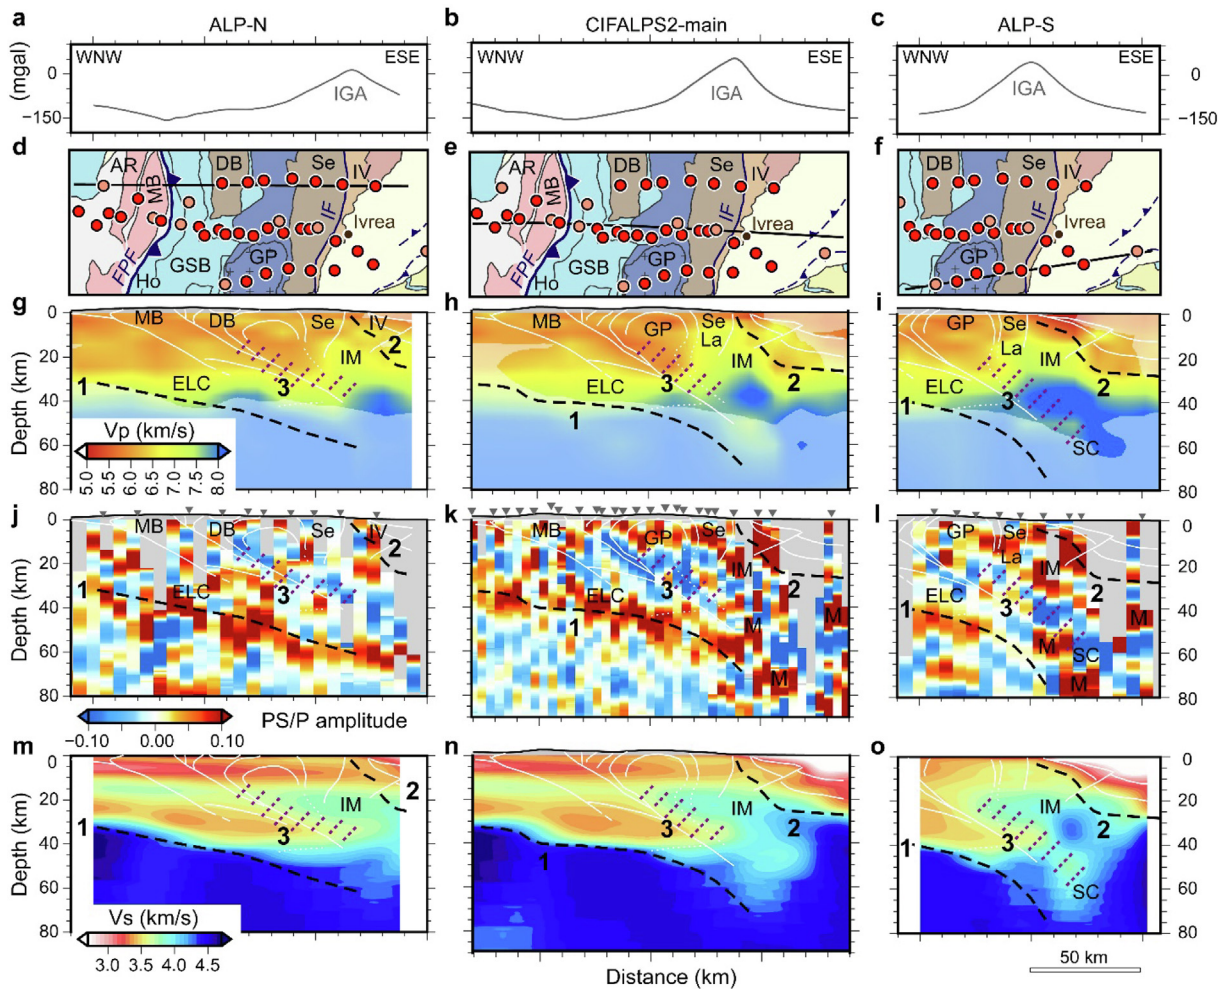 a ALP-N b CIFALPS2-main c ALP-S
(mgal) 0 −150 WNW IGA ESE WNW IGA ESE WNW IGA ESE 0 −150
d AR MB DB Se IV IF Ivrea FPF Ho GSB GP
e AR MB DB Se IV IF Ivrea FPF Ho GSB GP
f DB Se IV IF Ivrea GP
g Depth (km) 0 20 40 60 80 MB DB Se IV IM ELC 1 2 3
Vp (km/s)
5.0 5.5 6.0 6.5 7.0 7.5 8.0
h MB GP Se La IM ELC 1 2 3
i GP Se La IM ELC 1 2 3 SC 0 20 40 60 80
j Depth (km) 0 20 40 60 80 MB DB Se IV ELC 1 2 3
PS/P amplitude
−0.10 0.00 0.10
k MB GP Se IM ELC 1 2 3 M M M
l GP Se La IM ELC 1 2 3 M M M SC 0 20 40 60 80
m Depth (km) 0 20 40 60 80 IM 1 2 3
Vs (km/s)
3.0 3.5 4.0 4.5
n IM 1 2 3
o IM 1 2 3 SC 0 20 40 60 80
Distance (km)
50 km